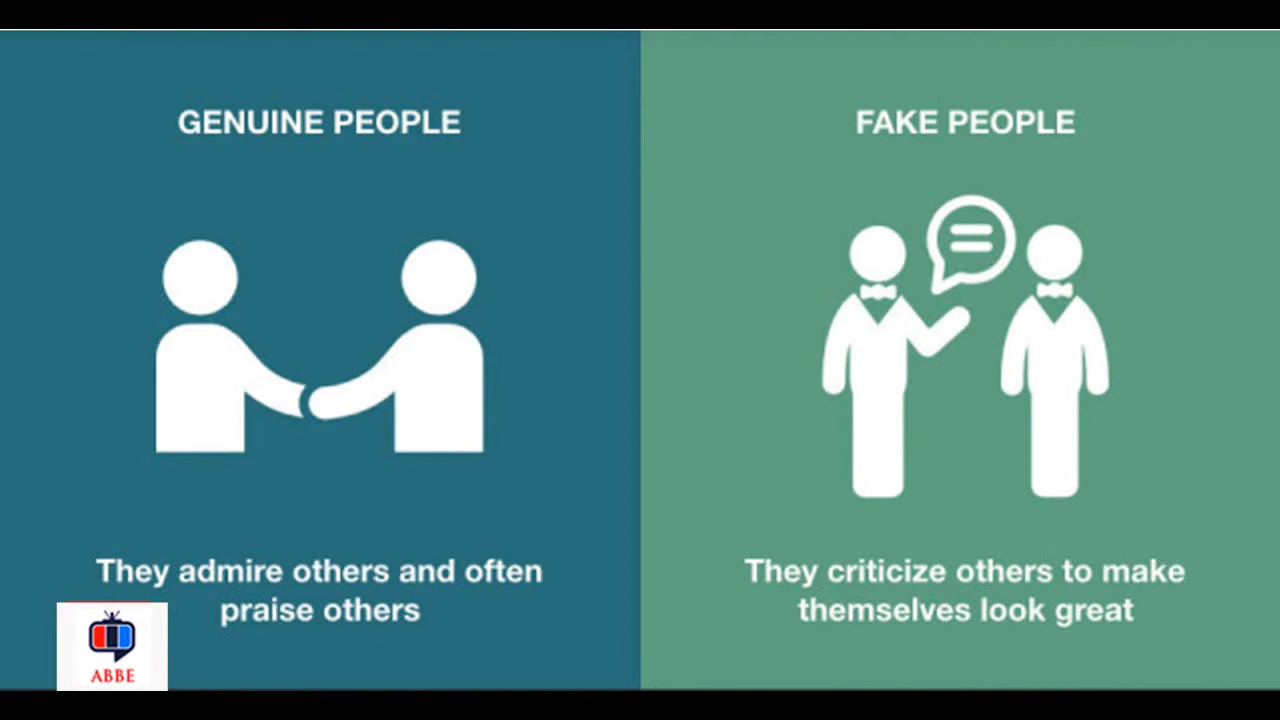 GENUINE PEOPLE
They admire others and often
praise others
FAKE PEOPLE
They criticize others to make
themselves look great
ABBE